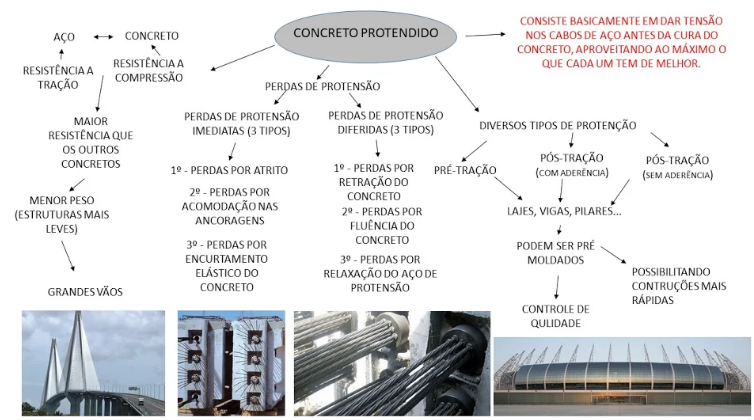 CONCRETO PROTENDIDO
CONSISTE BASICAMENTE EM DAR TENSÃO
NOS CABOS DE AÇO ANTES DA CURA DO
CONCRETO, APROVEITANDO AO MÁXIMO O
QUE CADA UM TEM DE MELHOR.
AÇO
CONCRETO
RESISTÊNCIA A
TRAÇÃO
RESISTÊNCIA A
COMPRESSÃO
MAIOR
RESISTÊNCIA QUE
OS OUTROS
CONCRETOS
MENOR PESO
(ESTRUTURAS MAIS
LEVES)
GRANDES VÃOS
PERDAS DE PROTENSÃO
PERDAS DE PROTENSÃO
IMEDIATAS (3 TIPOS)
1º - PERDAS POR ATRITO
2º - PERDAS POR
ACOMODAÇÃO NAS
ANCORAGENS
3º - PERDAS POR
ENCURTAMENTO
ELÁSTICO DO
CONCRETO
PERDAS DE PROTENSÃO
DIFERIDAS (3 TIPOS)
1º - PERDAS POR
RETRAÇÃO DO
CONCRETO
2º - PERDAS POR
FLUÊNCIA DO
CONCRETO
3º - PERDAS POR
RELAXAÇÃO DO AÇO DE
PROTENSÃO
DIVERSOS TIPOS DE PROTENÇÃO
PRÉ-TRAÇÃO
PÓS-TRAÇÃO
(COM ADERÊNCIA)
PÓS-TRAÇÃO
(SEM ADERÊNCIA)
LAJES, VIGAS, PILARES...
PODEM SER PRÉ
MOLDADOS
POSSIBILITANDO
CONTRUÇÕES MAIS
RÁPIDAS
CONTROLE DE
QULIDADE